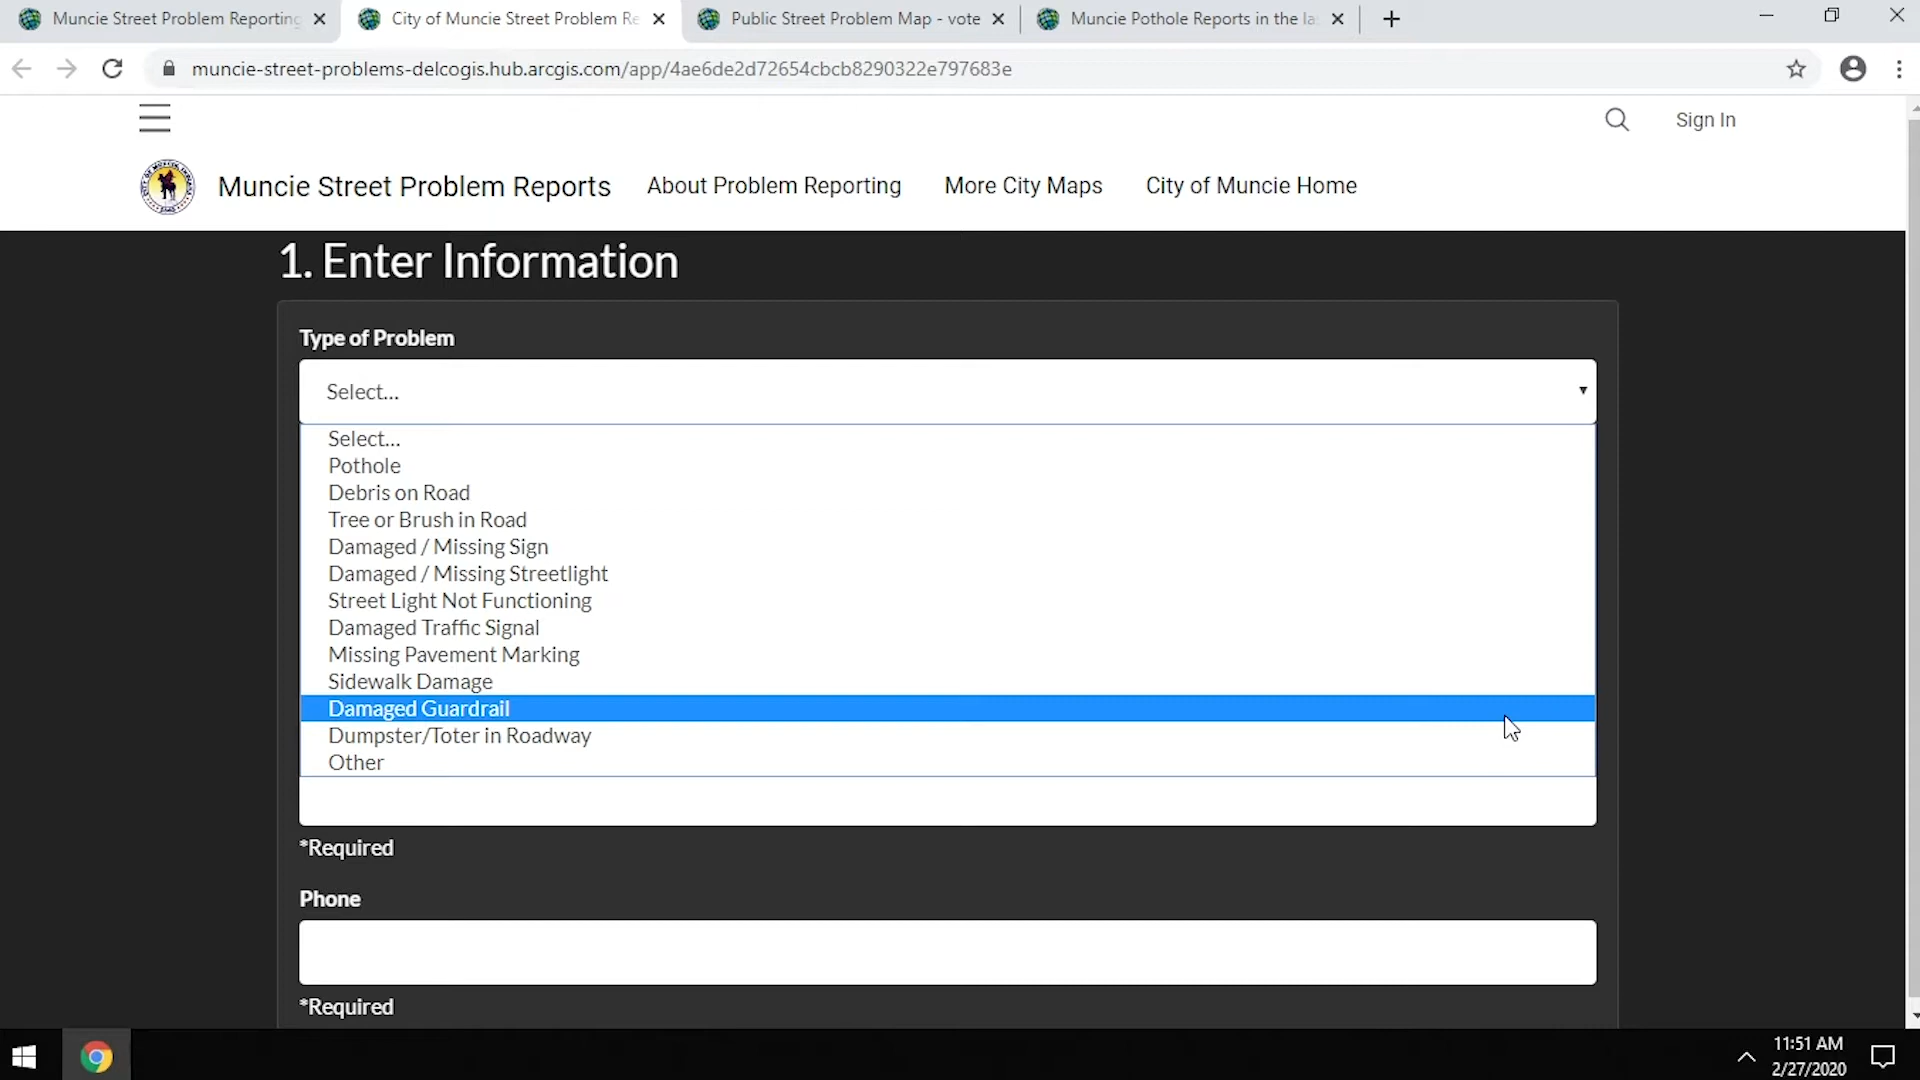 Muncie Street Problem Reporting
City of Muncie Street Problem Re
Public Street Problem Map - vote
Muncie Pothole Reports in the la
muncie-street-problems-delcogis.hub.arcgis.com/app/4ae6de2d72654cbcb8290322e797683e
Sign In
Muncie Street Problem Reports
About Problem Reporting
More City Maps
City of Muncie Home
1. Enter Information
Type of Problem
Select...
Select...
Pothole
Debris on Road
Tree or Brush in Road
Damaged / Missing Sign
Damaged / Missing Streetlight
Street Light Not Functioning
Damaged Traffic Signal
Missing Pavement Marking
Sidewalk Damage
Damaged Guardrail
Dumpster/Toter in Roadway
Other
*Required
Phone
*Required
11:51 AM
2/27/2020